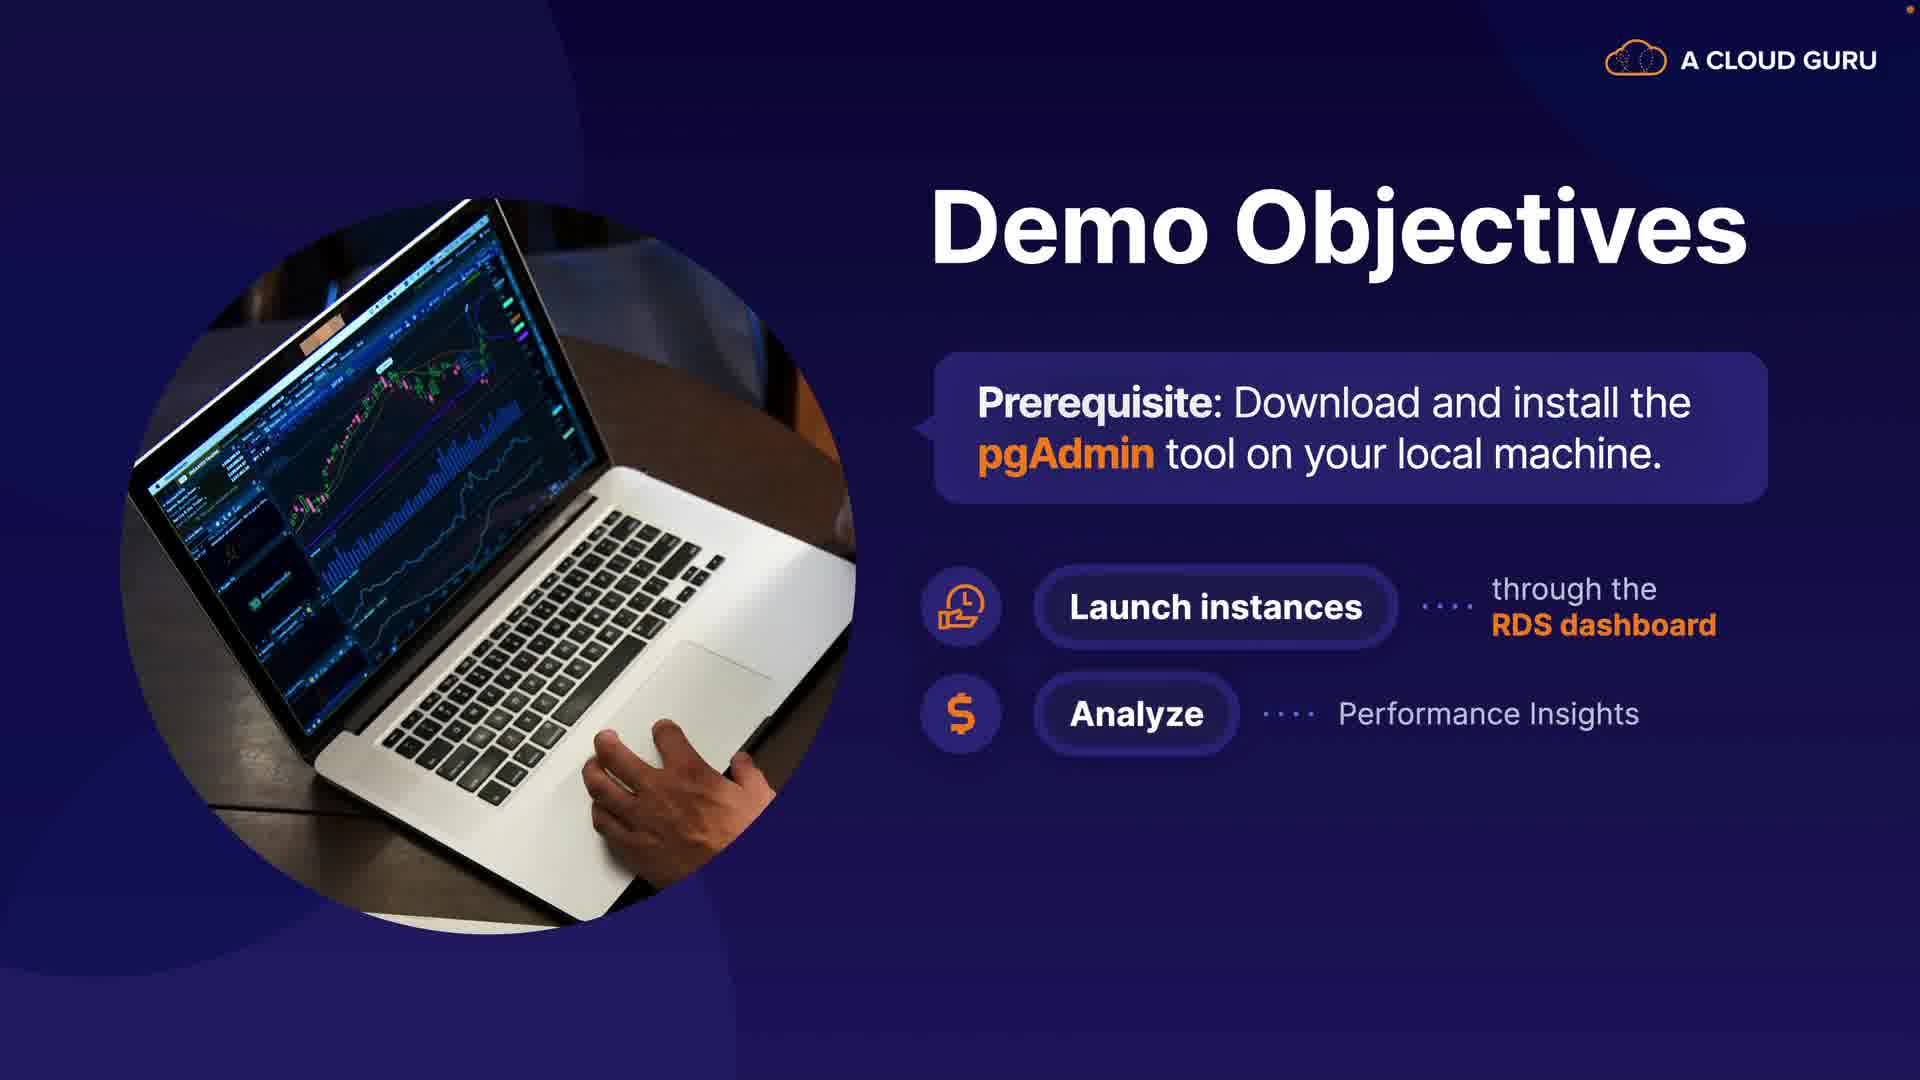 A CLOUD GURU
Demo Objectives
Prerequisite: Download and install the
pgAdmin tool on your local machine.
Launch instances
through the
RDS dashboard
$
Analyze
Performance Insights